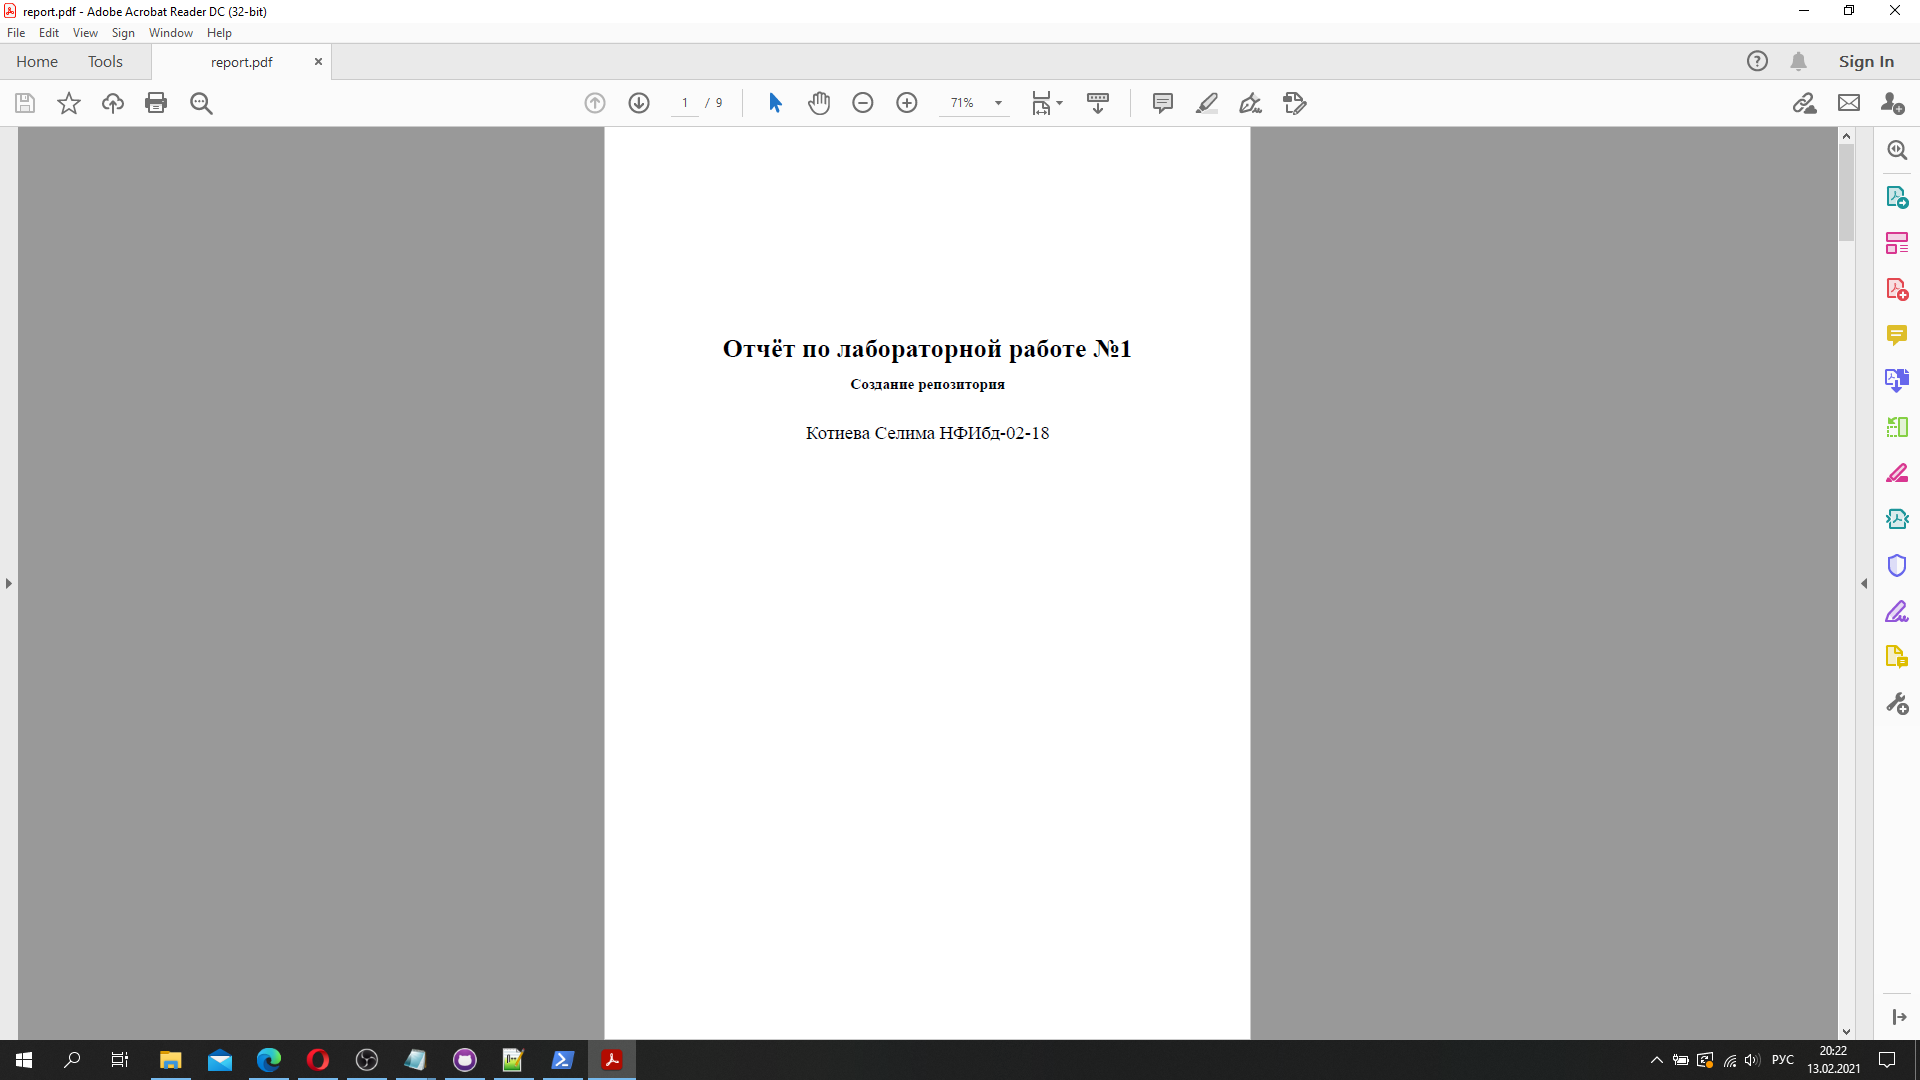 report.pdf - Adobe Acrobat Reader DC (32-bit)
File Edit View Sign Window Help
Home Tools report.pdf Sign In
1 / 9 71%
Отчёт по лабораторной работе №1
Создание репозитория
Котиева Селима НФИбд-02-18
РУС
20:22
13.02.2021